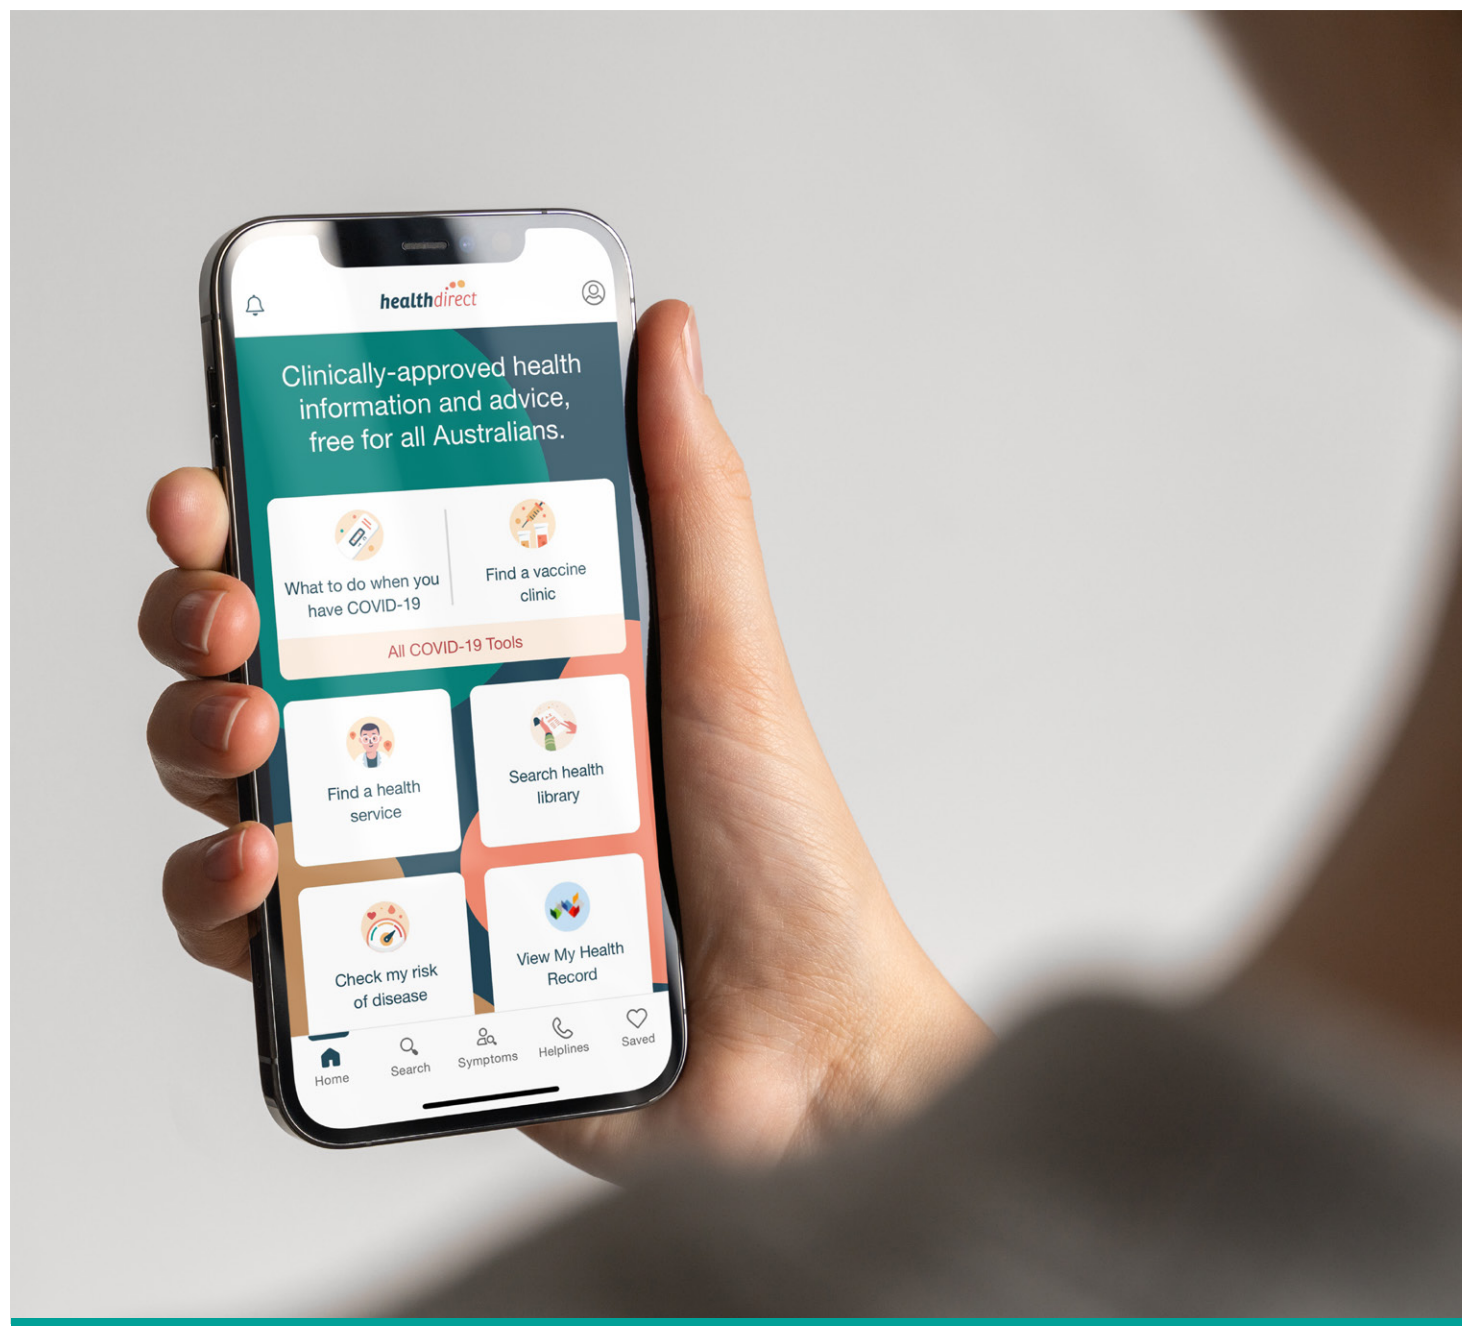 healthdirect
Clinically-approved health
information and advice,
free for all Australians.
What to do when you
have COVID-19
Find a vaccine
clinic
All COVID-19 Tools
Find a health
service
Search health
library
Check my risk
of disease
View My Health
Record
Home
Search
Symptoms
Helplines
Saved